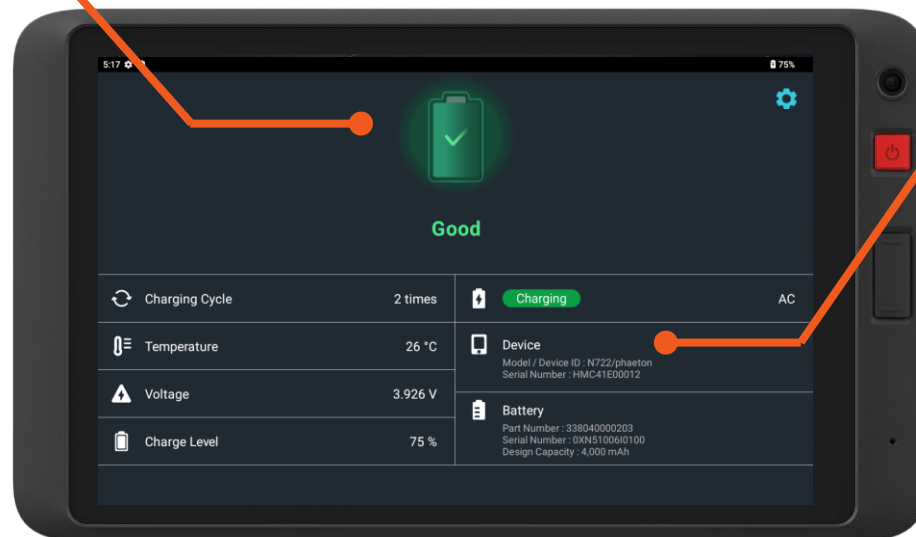 5:17
75%
Good
Charging Cycle 2 times
Charging AC
Temperature 26 °C
Device
Model / Device ID : N722/phaeton
Serial Number : HMC41E00012
Voltage 3.926 V
Battery
Part Number : 338040000203
Serial Number : 0XN51006I0100
Design Capacity : 4,000 mAh
Charge Level 75 %